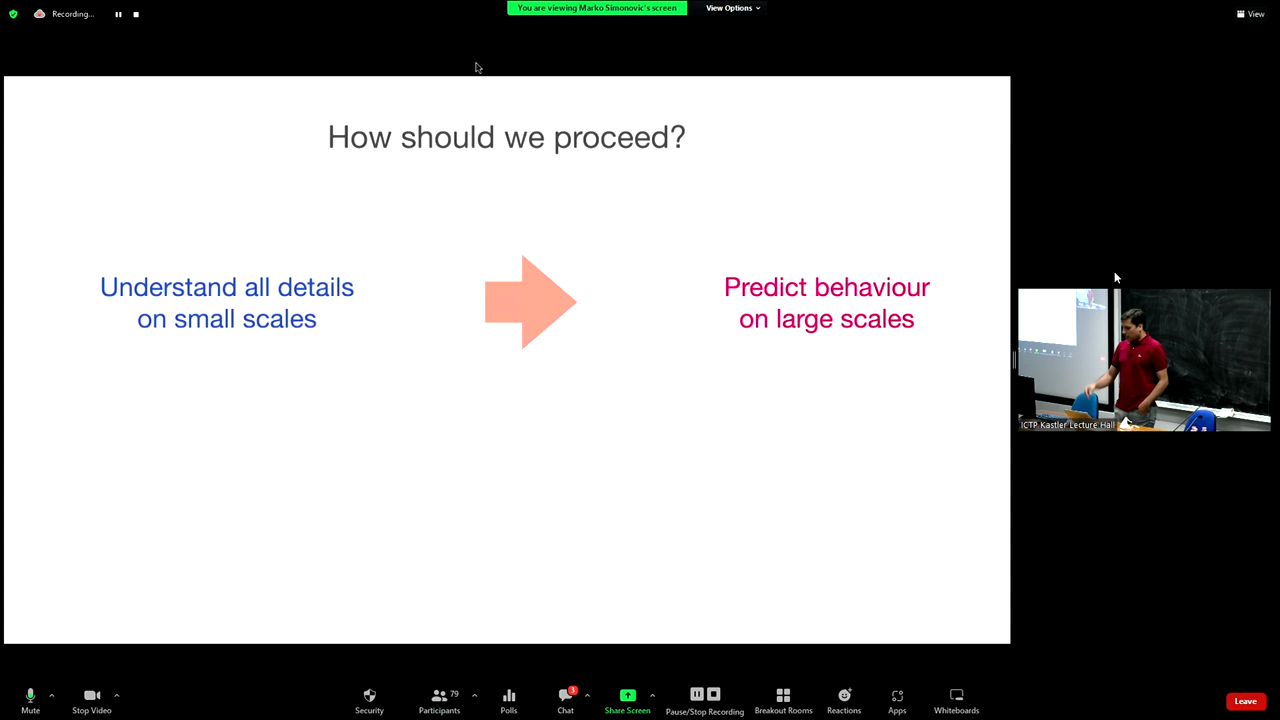 Recording...
You are viewing Marko Simonovic's screen
View Options
View
How should we proceed?
Understand all details
on small scales
Predict behaviour
on large scales
ICTP Kastler Lecture Hall
Mute
Stop Video
Security
79
Participants
Polls
3
Chat
Share Screen
Pause/Stop Recording
Breakout Rooms
Reactions
Apps
Whiteboards
Leave